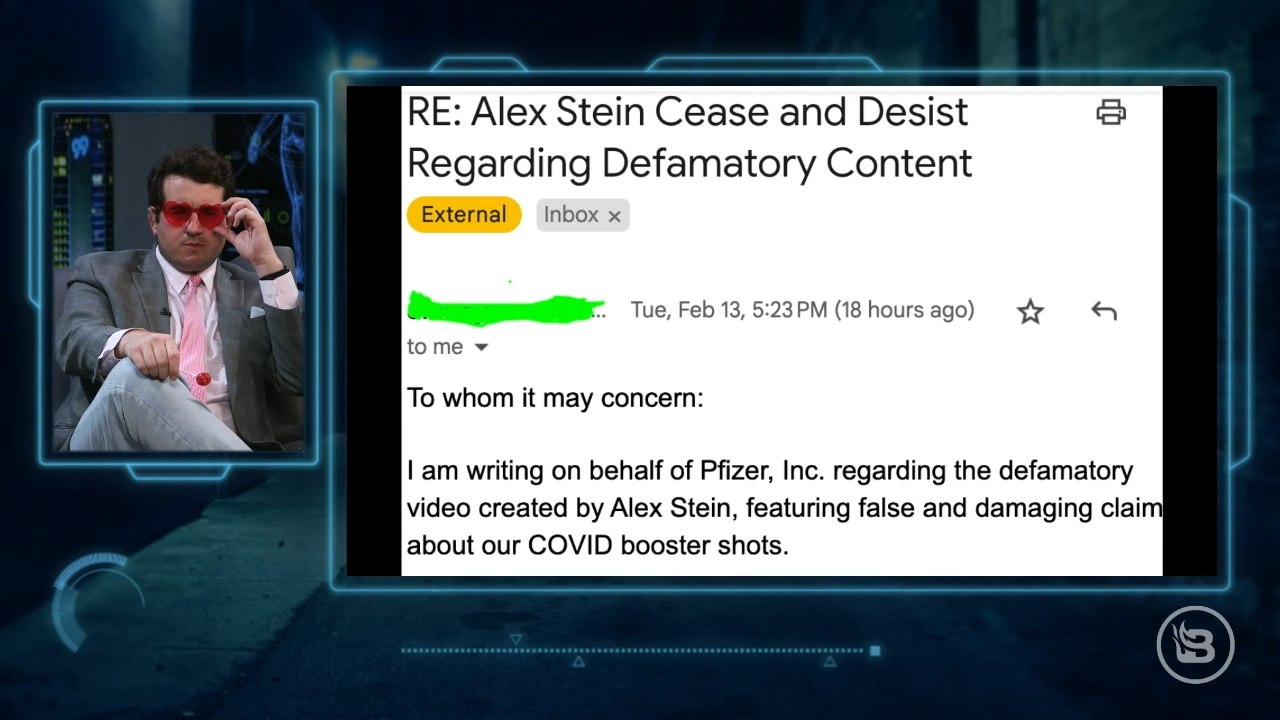 RE: Alex Stein Cease and Desist
Regarding Defamatory Content
External
Inbox ×
... Tue, Feb 13, 5:23 PM (18 hours ago)
to me
To whom it may concern:
I am writing on behalf of Pfizer, Inc. regarding the defamatory
video created by Alex Stein, featuring false and damaging claim
about our COVID booster shots.
99
B